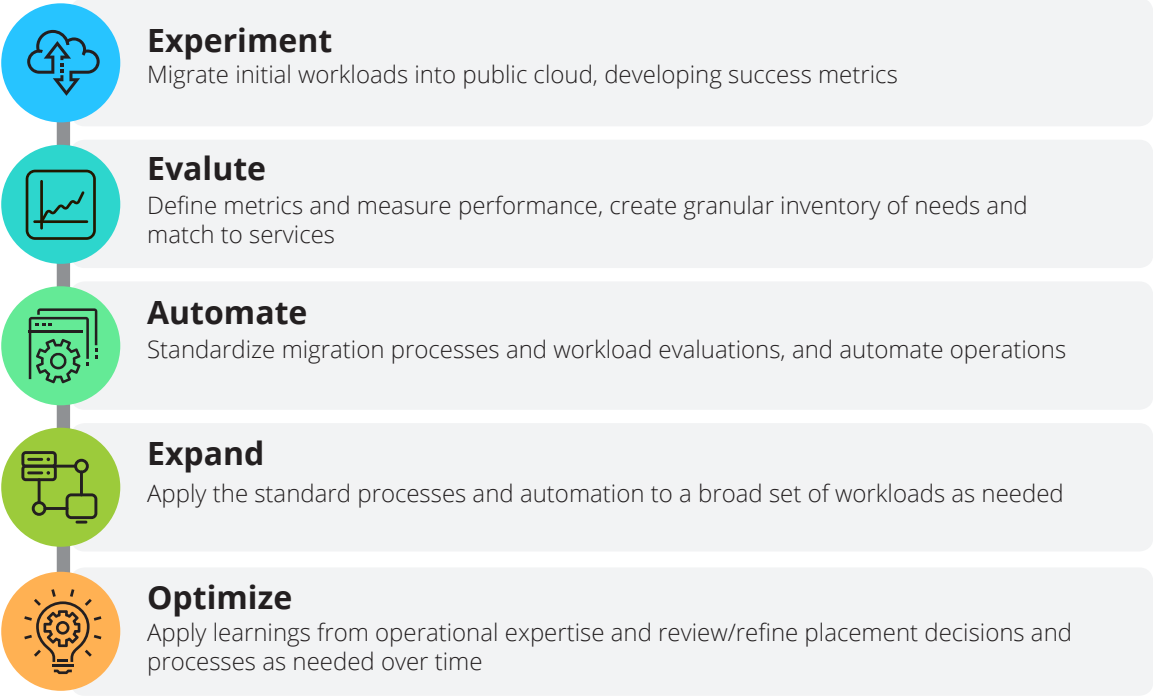 Experiment
Migrate initial workloads into public cloud, developing success metrics
Evalute
Define metrics and measure performance, create granular inventory of needs and
match to services
Automate
Standardize migration processes and workload evaluations, and automate operations
Expand
Apply the standard processes and automation to a broad set of workloads as needed
Optimize
Apply learnings from operational expertise and review/refine placement decisions and
processes as needed over time